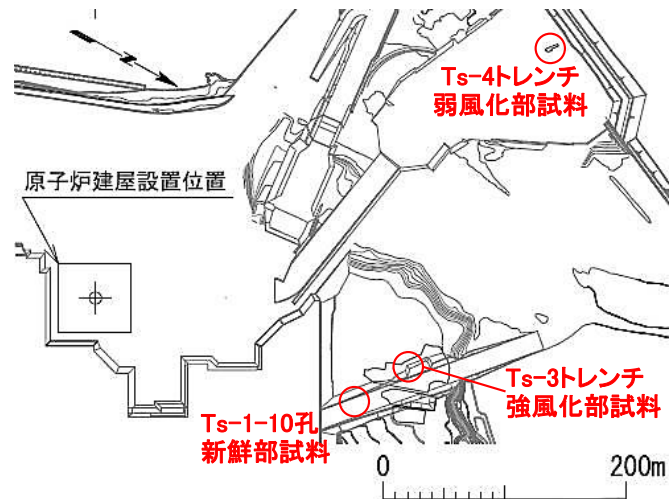 Ts-4トレンチ
弱風化部試料
N
原子炉建屋設置位置
Ts-3トレンチ
強風化部試料
Ts-1-10孔
新鮮部試料
0
200m